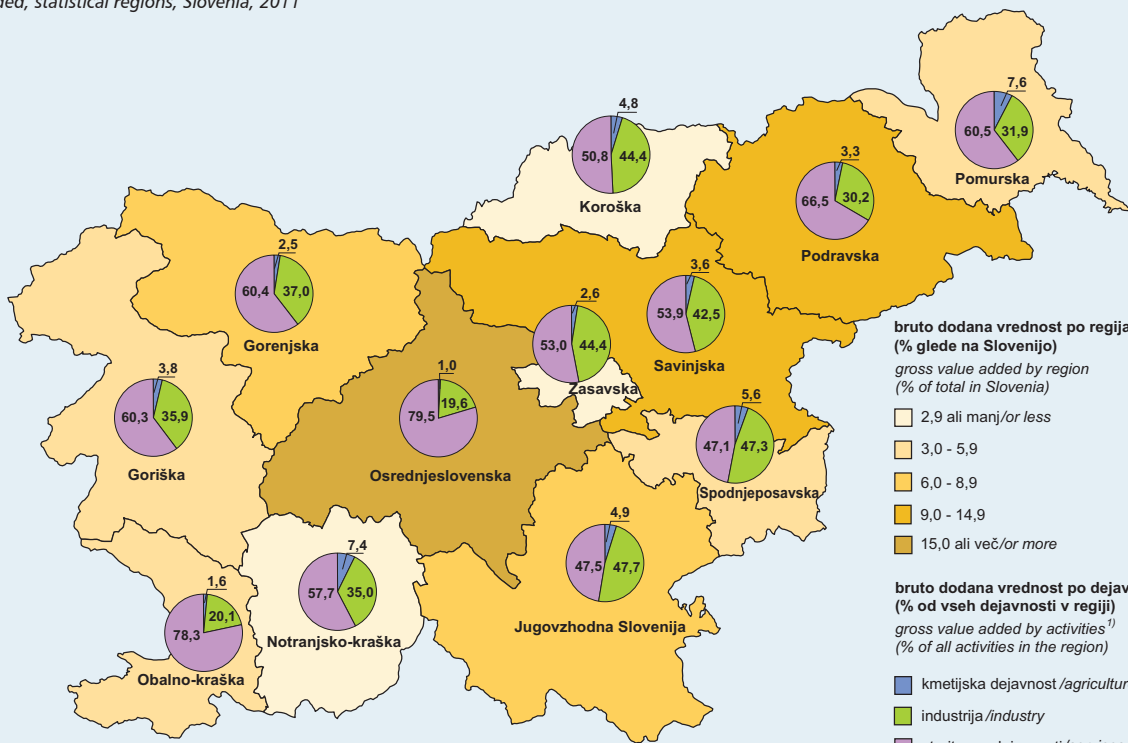 statistical regions, Slovenia, 2011
7,6
60,5 31,9
Pomurska
4,8
50,8 44,4
Koroška
3,3
66,5 30,2
Podravska
2,5
60,4 37,0
Gorenjska
3,6
53,9 42,5
Savinjska
2,6
53,0 44,4
Zasavska
3,8
60,3 35,9
Goriška
1,0
79,5 19,6
Osrednjeslovenska
5,6
47,1 47,3
Spodnjeposavska
4,9
47,5 47,7
Jugovzhodna Slovenija
7,4
57,7 35,0
Notranjsko-kraška
1,6
78,3 20,1
Obalno-kraška
bruto dodana vrednost po regija
(% glede na Slovenijo)
gross value added by region
(% of total in Slovenia)
2,9 ali manj/or less
3,0 - 5,9
6,0 - 8,9
9,0 - 14,9
15,0 ali več/or more
bruto dodana vrednost po dejav
(% od vseh dejavnosti v regiji)
gross value added by activities¹⁾
(% of all activities in the region)
kmetijska dejavnost/agricultur
industrija/industry